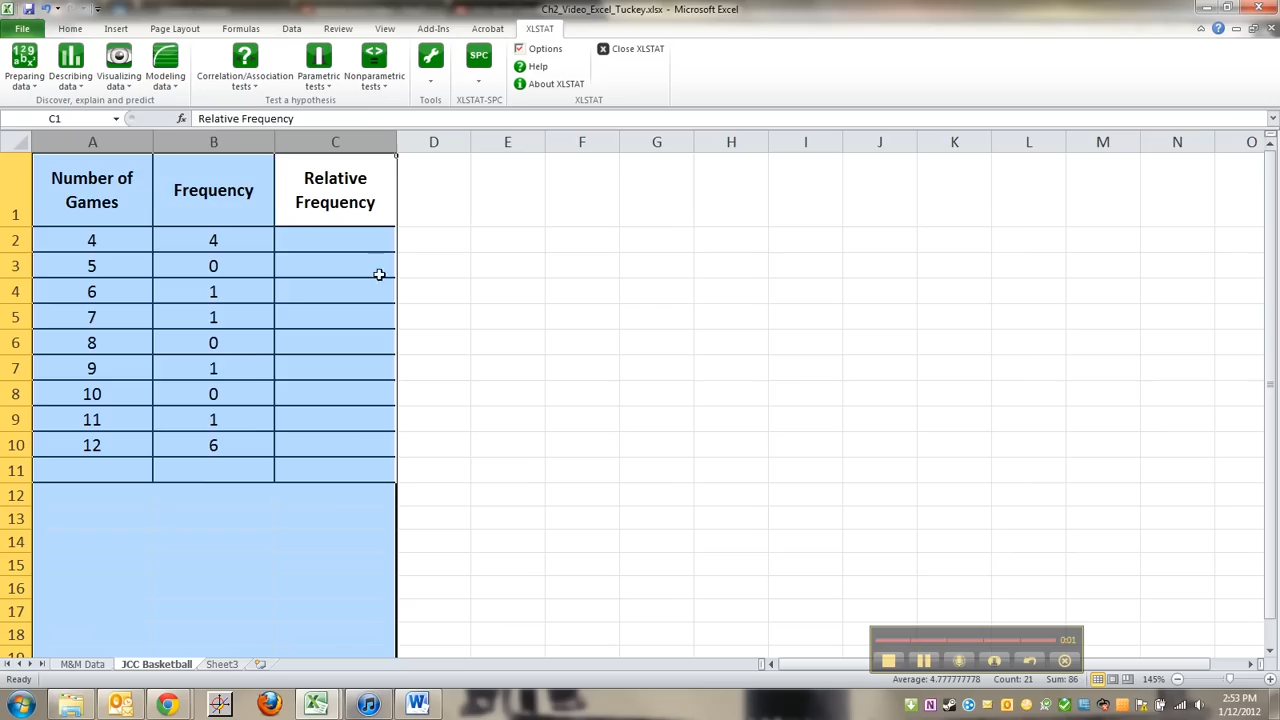 Ch2_Video_Excel_Tuckey.xlsx - Microsoft Excel
File Home Insert Page Layout Formulas Data Review View Add-Ins Acrobat XLSTAT
Preparing data Describing data Visualizing data Modeling data Correlation/Association tests Parametric tests Nonparametric tests Tools SPC XLSTAT-SPC Options Close XLSTAT
Help
About XLSTAT
Discover, explain and predict Test a hypothesis Tools XLSTAT-SPC XLSTAT
C1 fx Relative Frequency
A B C D E F G H I J K L M N O
1 Number of Games Frequency Relative Frequency
2 4 4
3 5 0
4 6 1
5 7 1
6 8 0
7 9 1
8 10 0
9 11 1
10 12 6
11
12
13
14
15
16
17
18
0:01
M&M Data JCC Basketball Sheet3
Ready Average: 4.777777778 Count: 21 Sum: 86 145%
2:53 PM
1/12/2012